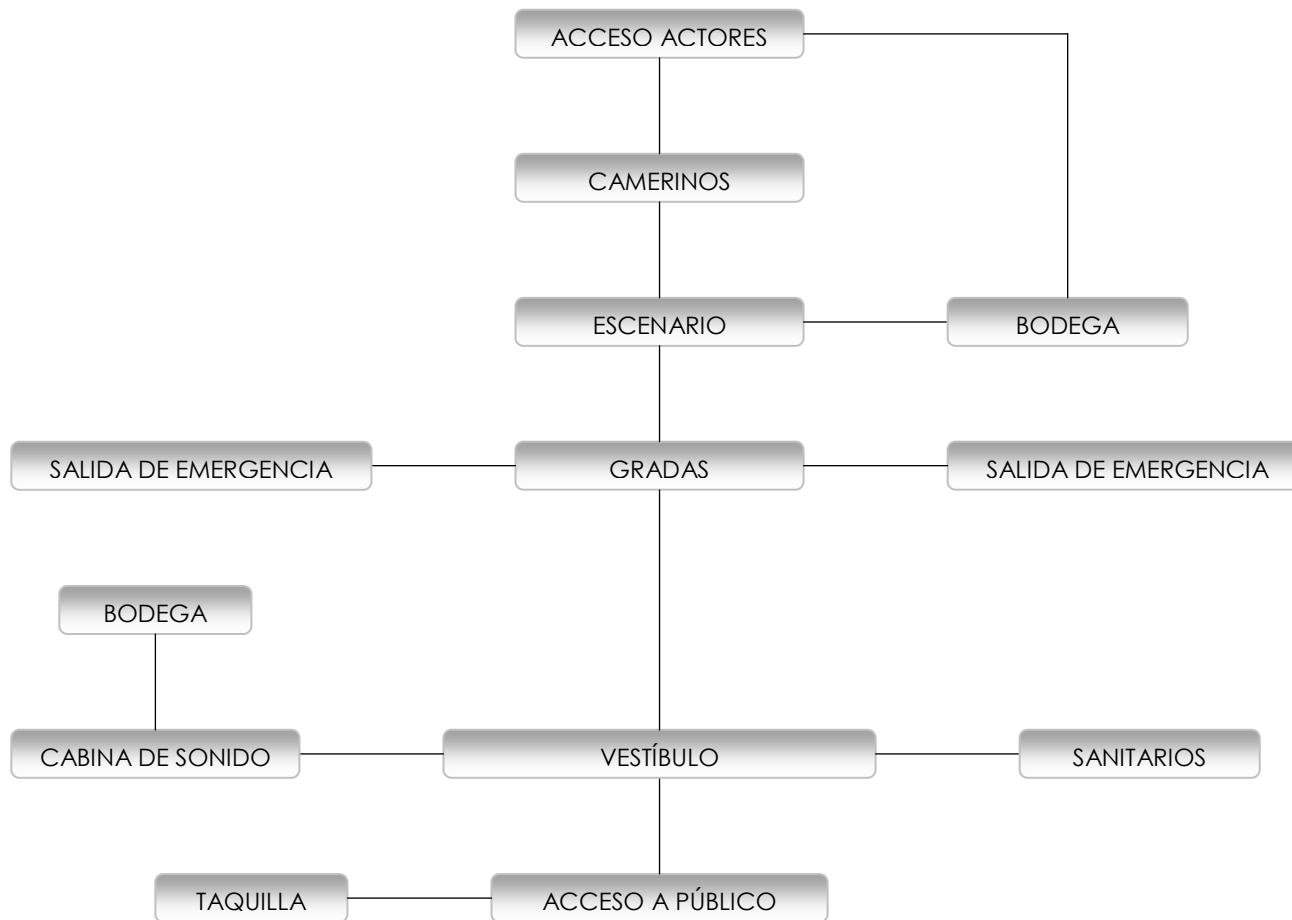 ACCESO ACTORES
CAMERINOS
ESCENARIO
BODEGA
SALIDA DE EMERGENCIA
GRADAS
SALIDA DE EMERGENCIA
BODEGA
CABINA DE SONIDO
VESTÍBULO
SANITARIOS
TAQUILLA
ACCESO A PÚBLICO